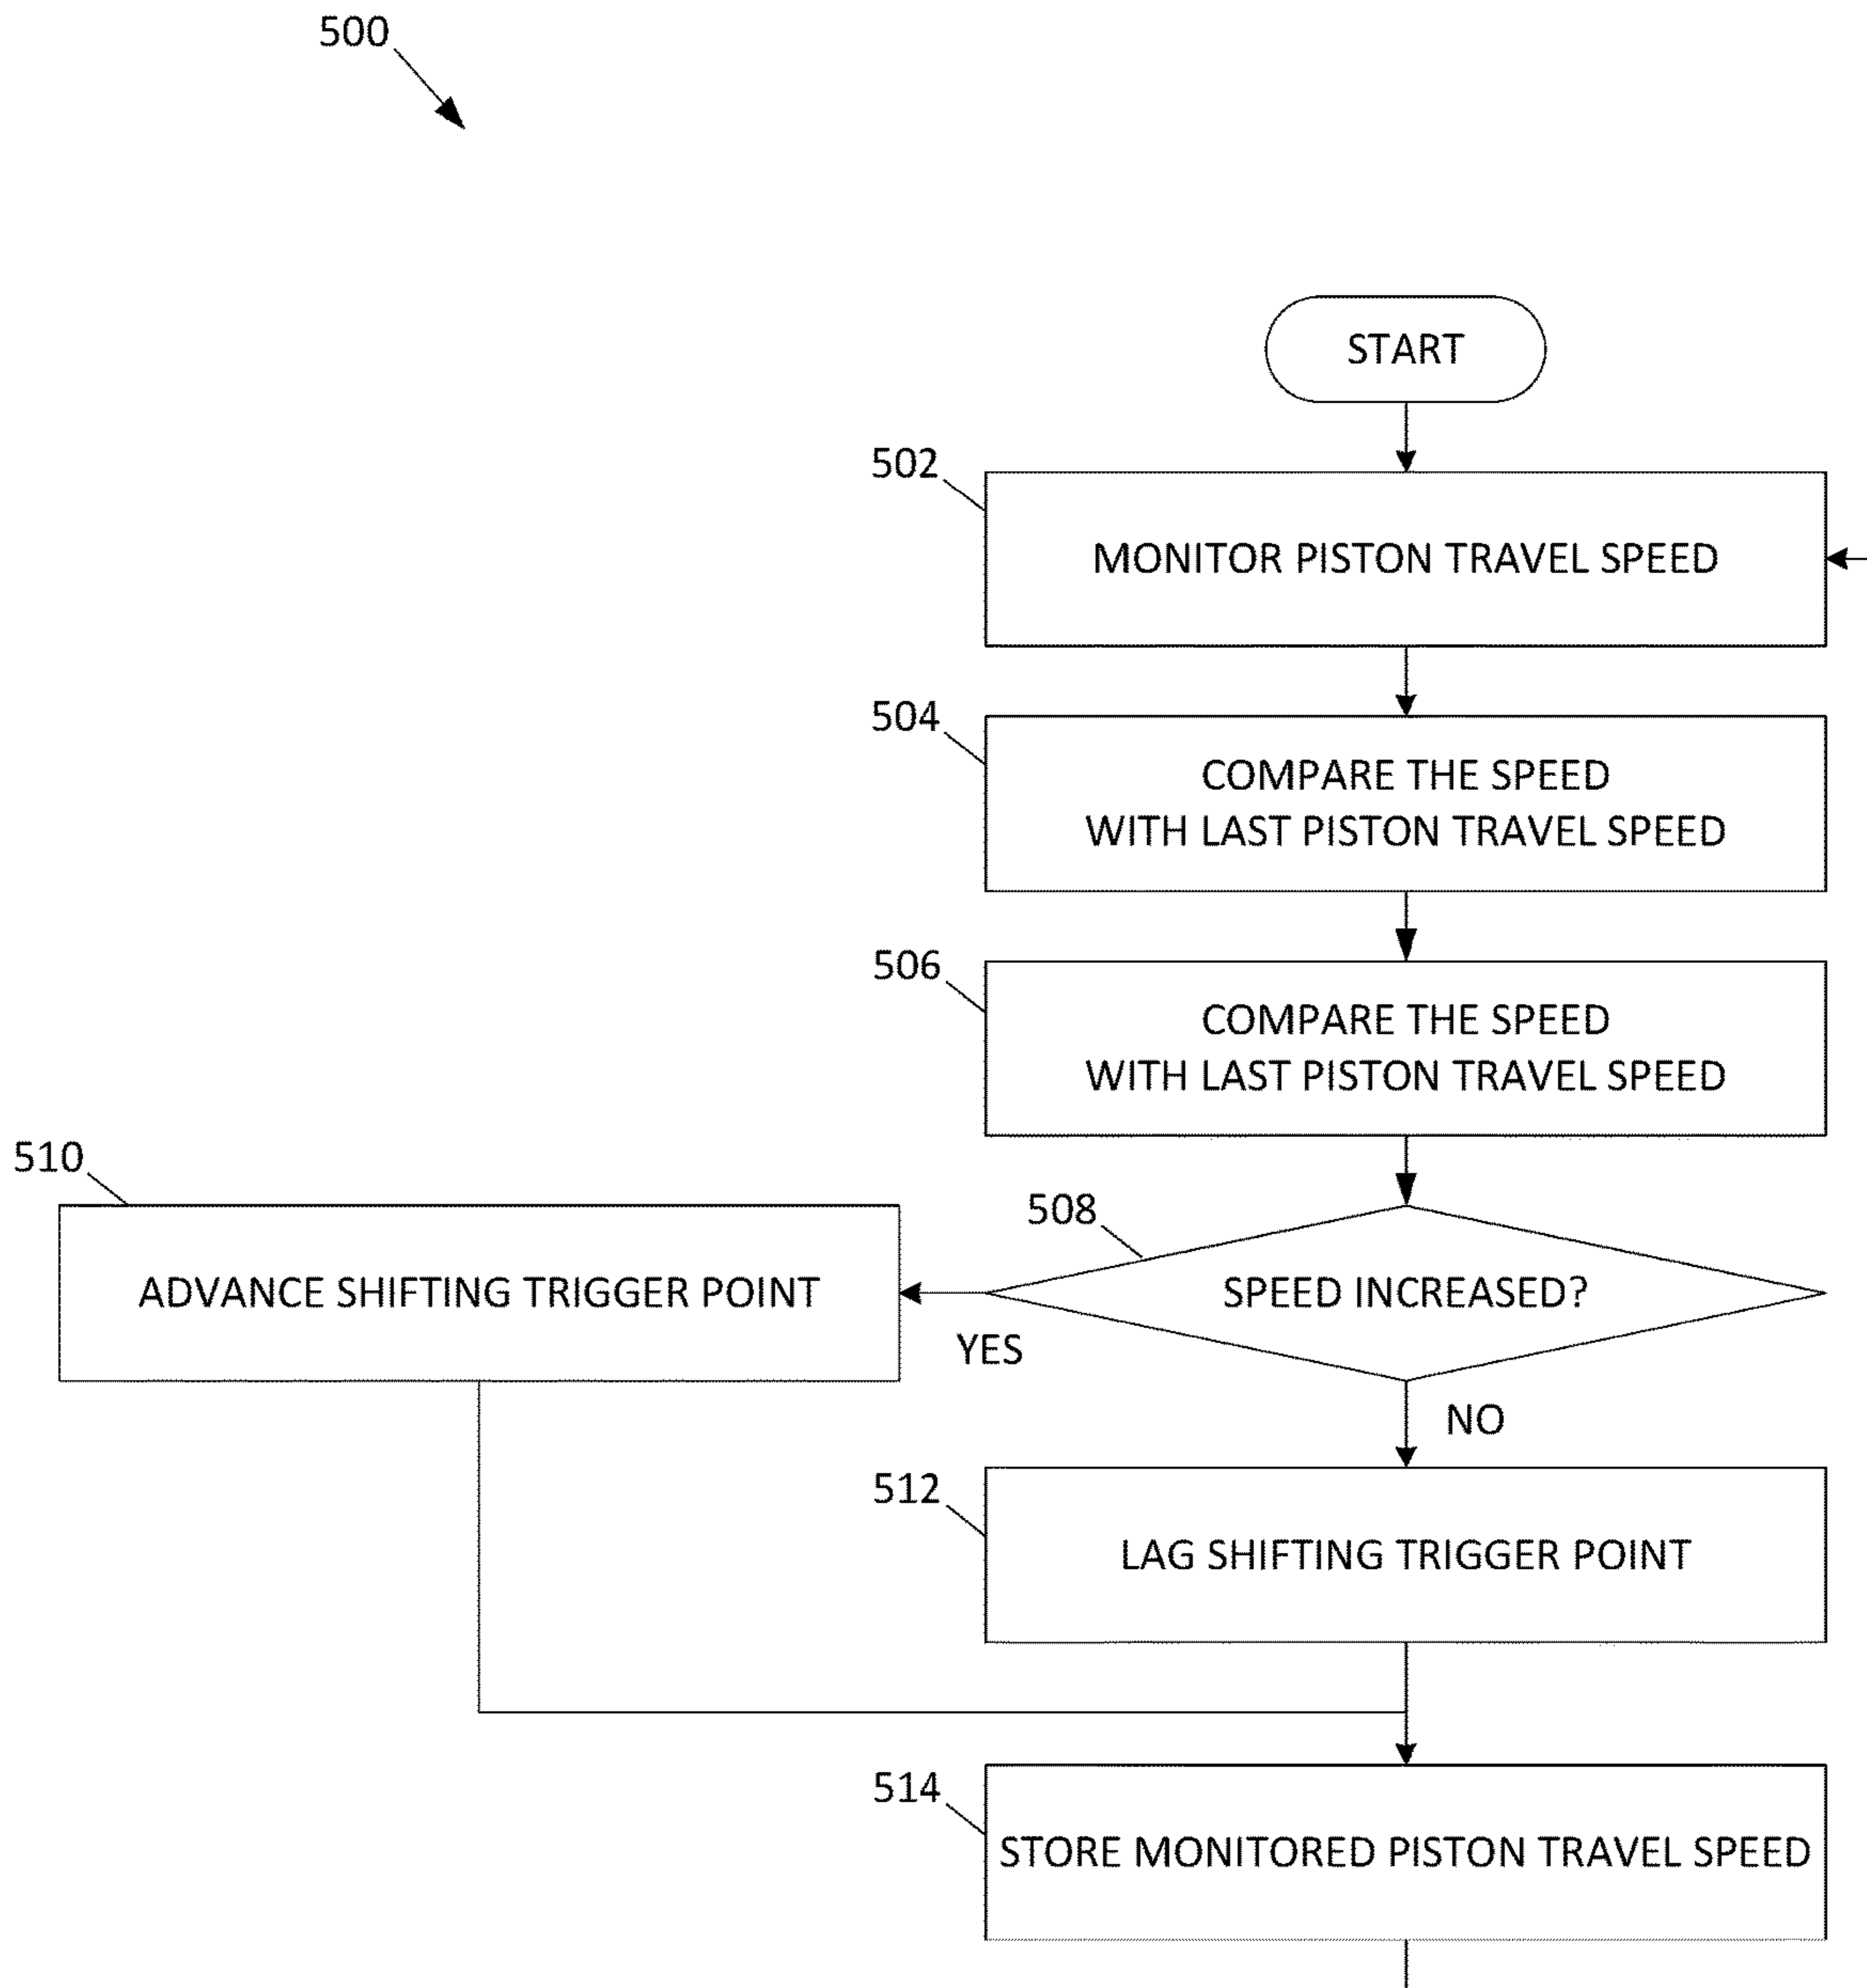 500
START
502
MONITOR PISTON TRAVEL SPEED
504
COMPARE THE SPEED
WITH LAST PISTON TRAVEL SPEED
506
COMPARE THE SPEED
WITH LAST PISTON TRAVEL SPEED
510
508
ADVANCE SHIFTING TRIGGER POINT
SPEED INCREASED?
YES
NO
512
LAG SHIFTING TRIGGER POINT
514
STORE MONITORED PISTON TRAVEL SPEED